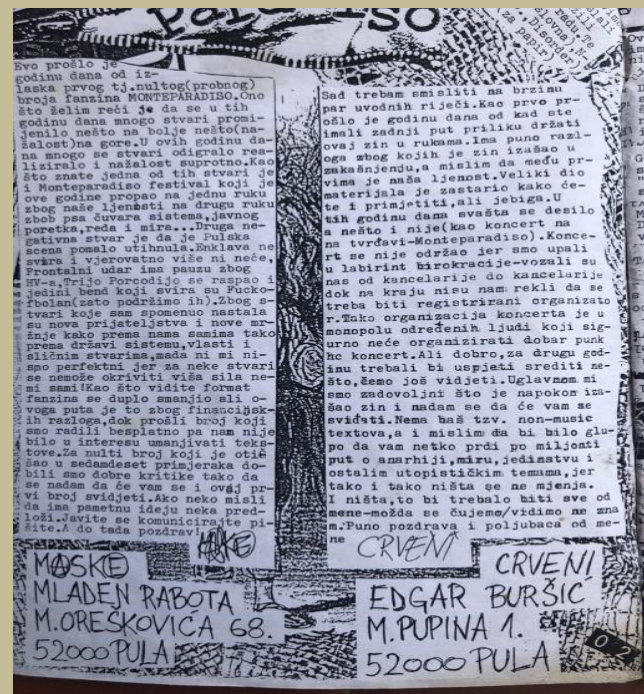 Paradiso
Evo prošlo je
godinu dana od iz-
laska prvog tj.nultog(probnog)
broja fanzina MONTEPARADISO.Ono
što želim reći je da se u tih
godinu dana mnogo stvari promi-
jenilo nešto na bolje nešto(na-
žalost)na gore.U ovih godinu da-
na mnogo se stvari odigralo rea-
liziralo i nažalost suprotno.Kao
što znate jedna od tih stvari je
i Monteparadiso festival koji je
ove godine propao na jednu ruku
zbog naše ljenosti na drugu ruku
zbb psa čuvara sistema,javnog
poretka,reda i mira...Druga ne-
gativna stvar je da je Pulska
scena pomalo utihnula.Enklava ne
svira i vjerovatno više ni neće,
Frontalni udar ima pauzu zbog
HV-a,Trijo Porcodijo se raspao i
jedini bend koji svira su Fucko-
fbolan(zato podržimo ih).Zbog s-
tvari koje sam spomenuo nastala
su nova prijateljstva i nove mr-
žnje kako prema nama samima tako
prema državi sistemu,vlasti i
sličnim stvarima,mada ni mi ni-
smo perfektni jer za neke stvari
se nemože okriviti viša sila ne-
mi sami!Kao što vidite format
fanzina se duplo smanjio ali o-
voga puta je to zbog financijsk-
ih razloga,dok prošli broj koji
smo radili besplatno pa nam nije
bilo u interesu umanjivati teks-
tove.Za nulti broj koji je otiš
šao u sedamdeset primjeraka do-
bili smo dobre kritike tako da
se nadam da će vam se i ovaj pr-
vi broj svidjeti.Ako neko misli
da ima pametnu ideju neka pred-
loži.Javite se komunicirajte pi-
šite.A do tada pozdrav!
MASKE
MASKE
MLADEN RABOTA
M.OREŠKOVIĆA 68.
52000 PULA
Sad trebam smisliti na brzinu
par uvodnih riječi.Kao prvo pr-
ošlo je godinu dana od kad ste
imali zadnji put priliku držati
ovaj zin u rukama.Ima puno razl-
oga zbog kojih je zin izašao u
zakašnjenju,a mislim da među pr-
vima je naša ljenost.Veliki dio
materijala je zastario kako će-
te i primjetiti,ali jebiga.U
tih godinu dana svašta se desilo
a nešto i nije(kao koncert na
tvrđavi-Monteparadiso).Konce-
rt se nije održao jer smo upali
u labirint birokracije-vozali su
nas od kancelarije do kancelarije
dok na kraju nisu nam rekli da se
treba biti registrirani organizato
r.Tako organizacija koncerta je u
monopolu određenih ljudi koji sig-
urno neće organizirati dobar punk
hc koncert.Ali dobro,za drugu god-
inu trebali bi uspjeti srediti ne-
što,ćemo još vidjeti.Uglavnom mi
smo zadovoljni što je napokon iza-
šao zin i nadam se da će vam se
sviđati.Nema baš tzv. non-music
textova,a i mislim da bi bilo glu-
po da vam netko prdi po miljonti
put o anarhiji,miru,jedinstvu i
ostalim utopističkim temama,jer
tako i tako ništa se ne mjenja.
I ništa,to bi trebalo biti sve od
mene-možda se čujemo/vidimo ne zna
m.Puno pozdrava i poljubaca od me-
ne
CRVENI
CRVENI
EDGAR BURŠIĆ
M.PUPINA 1.
52000 PULA
02